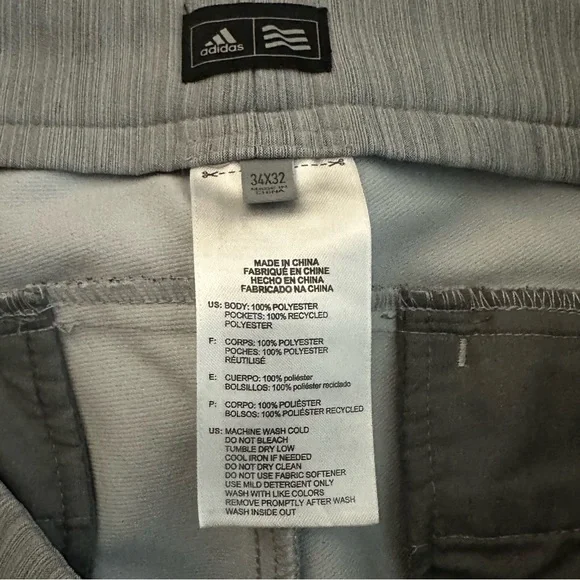 adidas
34X32
MADE IN
CHINA
MADE IN CHINA
FABRIQUÉ EN CHINE
HECHO EN CHINA
FABRICADO NA CHINA
US: BODY: 100% POLYESTER
POCKETS: 100% RECYCLED
POLYESTER
F: CORPS: 100% POLYESTER
POCHES: 100% POLYESTER
RÉUTILISÉ
E: CUERPO: 100% poliéster
BOLSILLOS: 100% poliéster reciclado
P: CORPO: 100% POLIÉSTER
BOLSOS: 100% POLIÉSTER RECYCLED
US: MACHINE WASH COLD
DO NOT BLEACH
TUMBLE DRY LOW
COOL IRON IF NEEDED
DO NOT DRY CLEAN
DO NOT USE FABRIC SOFTENER
USE MILD DETERGENT ONLY
WASH WITH LIKE COLORS
REMOVE PROMPTLY AFTER WASH
WASH INSIDE OUT